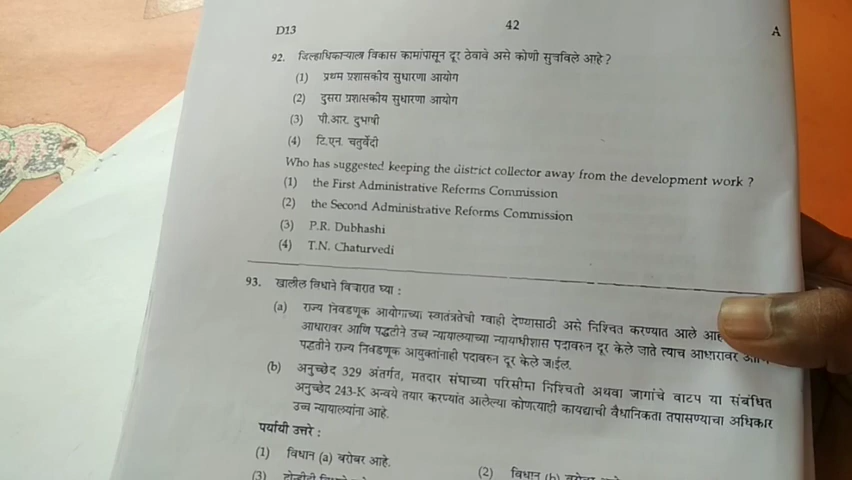 D13
42
A
92. जिल्हाधिकाऱ्याला विकास कामांपासून दूर ठेवावे असे कोणी सुचविले आहे ?
(1) प्रथम प्रशासकीय सुधारणा आयोग
(2) दुसरा प्रशासकीय सुधारणा आयोग
(3) पी.आर. दुभाषी
(4) टि.एन. चतुर्वेदी
Who has suggested keeping the district collector away from the development work ?
(1) the First Administrative Reforms Commission
(2) the Second Administrative Reforms Commission
(3) P.R. Dubhashi
(4) T.N. Chaturvedi
93. खालील विधाने विचारात घ्या :
(a) राज्य निवडणूक आयोगाच्या स्वातंत्रतेची ग्वाही देण्यासाठी असे निश्चित करण्यात आले
आधारावर आणि पद्धतीने उच्च न्यायालयाच्या न्यायाधीशास पदावरुन दूर केले जाते त्याच आधारावर
पद्धतीने राज्य निवडणूक आयुक्तांनाही पदावरुन दूर केले जाईल.
(b) अनुच्छेद 329 अंतर्गत, मतदार संघाच्या परिसीमा निश्चिती अथवा जागांचे वाटप या संबंधित
अनुच्छेद 243-K अन्वये तयार करण्यांत आलेल्या कोणत्याही कायद्याची वैधानिकता तपासण्याचा अधिकार
उच्च न्यायालयांना आहे.
पर्यायी उत्तरे :
(1) विधान (a) बरोबर आहे.
(2) विधान (b)
(3)